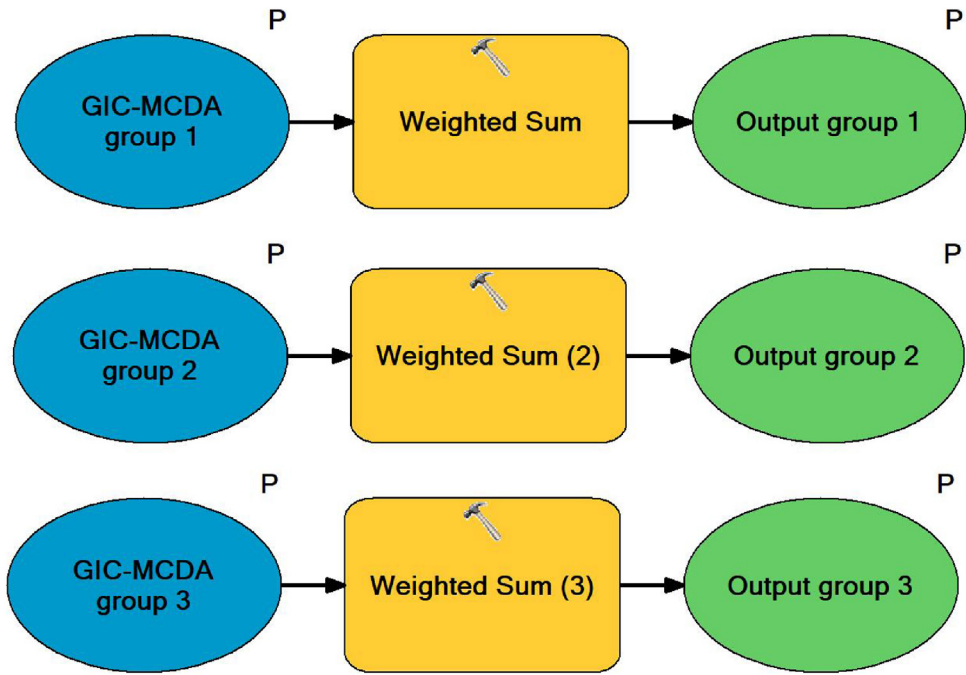 P
P
GIC-MCDA
group 1
Weighted Sum
Output group 1
P
P
GIC-MCDA
group 2
Weighted Sum (2)
Output group 2
P
P
GIC-MCDA
group 3
Weighted Sum (3)
Output group 3